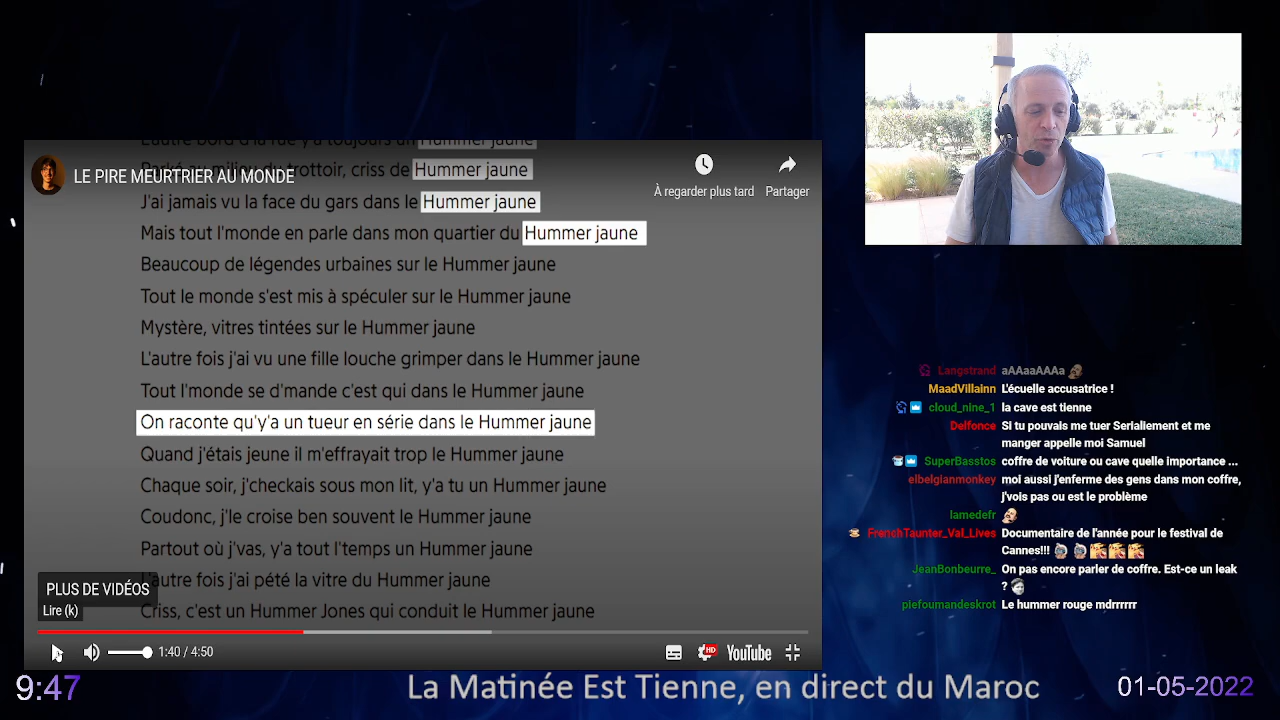 L'autre bord d'la rue y'a toujours un Hummer jaune
Parké au milieu du trottoir, criss de Hummer jaune
LE PIRE MEURTRIER AU MONDE
À regarder plus tard
Partager
J'ai jamais vu la face du gars dans le Hummer jaune
Mais tout l'monde en parle dans mon quartier du Hummer jaune
Beaucoup de légendes urbaines sur le Hummer jaune
Tout le monde s'est mis à spéculer sur le Hummer jaune
Mystère, vitres tintées sur le Hummer jaune
L'autre fois j'ai vu une fille louche grimper dans le Hummer jaune
Tout l'monde se d'mande c'est qui dans le Hummer jaune
On raconte qu'y'a un tueur en série dans le Hummer jaune
Quand j'étais jeune il m'effrayait trop le Hummer jaune
Chaque soir, j'checkais sous mon lit, y'a tu un Hummer jaune
Coudonc, j'le croise ben souvent le Hummer jaune
Partout où j'vas, y'a tout l'temps un Hummer jaune
L'autre fois j'ai pété la vitre du Hummer jaune
Criss, c'est un Hummer Jones qui conduit le Hummer jaune
PLUS DE VIDÉOS
Lire (k)
1:40 / 4:50
HD
YouTube
Langstrand aAAaaAAAa
MaadVillainn L'écuelle accusatrice !
cloud_nine_1 la cave est tienne
Delfonce Si tu pouvais me tuer Serialement et me
manger appelle moi Samuel
SuperBasstos coffre de voiture ou cave quelle importance ...
elbelgianmonkey moi aussi j'enferme des gens dans mon coffre,
j'vois pas ou est le problème
lamedefr
FrenchTaunter_Val_Lives Documentaire de l'année pour le festival de
Cannes!!!
JeanBonbeurre_ On pas encore parler de coffre. Est-ce un leak
?
piefoumandeskrot Le hummer rouge mdrrrrrr
9:47
La Matinée Est Tienne, en direct du Maroc
01-05-2022